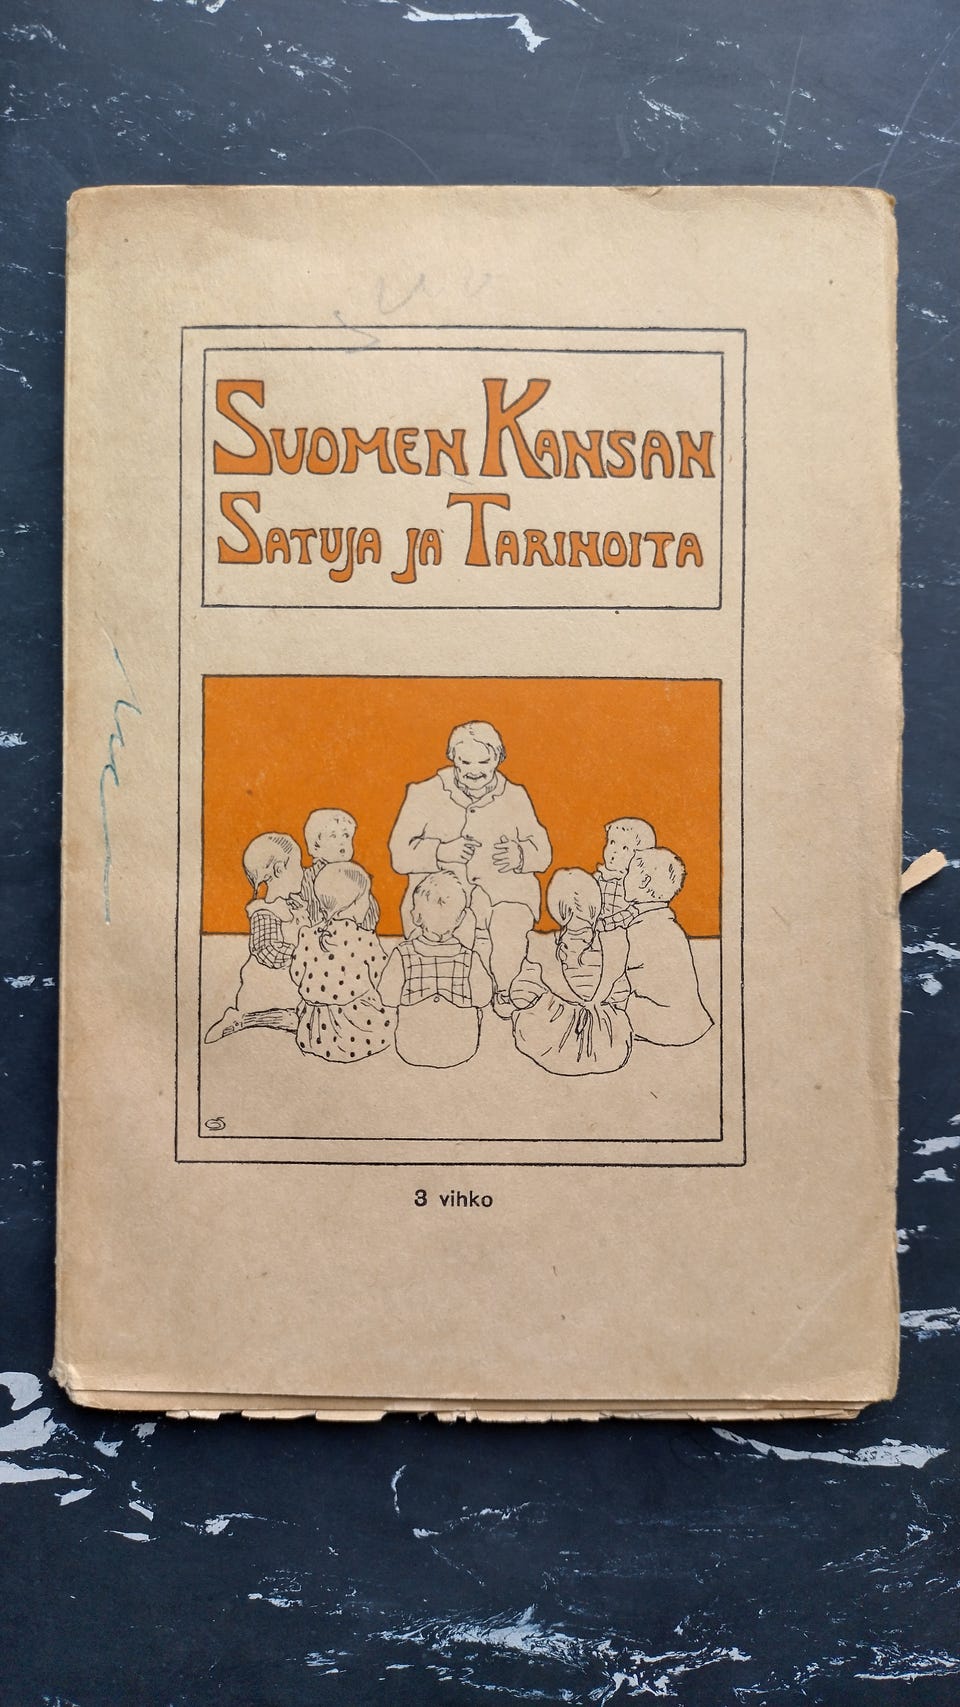 SUOMEN KANSAN
SATUJA JA TARINOITA
3 vihko